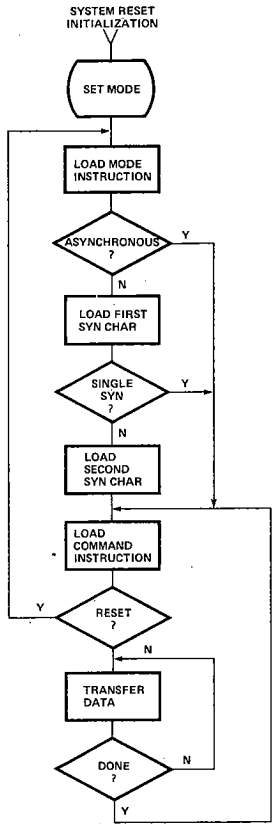 SYSTEM RESET
INITIALIZATION
SET MODE
LOAD MODE
INSTRUCTION
ASYNCHRONOUS
?
Y
N
LOAD FIRST
SYN CHAR
SINGLE
SYN
?
Y
N
LOAD
SECOND
SYN CHAR
LOAD
COMMAND
INSTRUCTION
Y
RESET
?
N
TRANSFER
DATA
DONE
?
N
Y